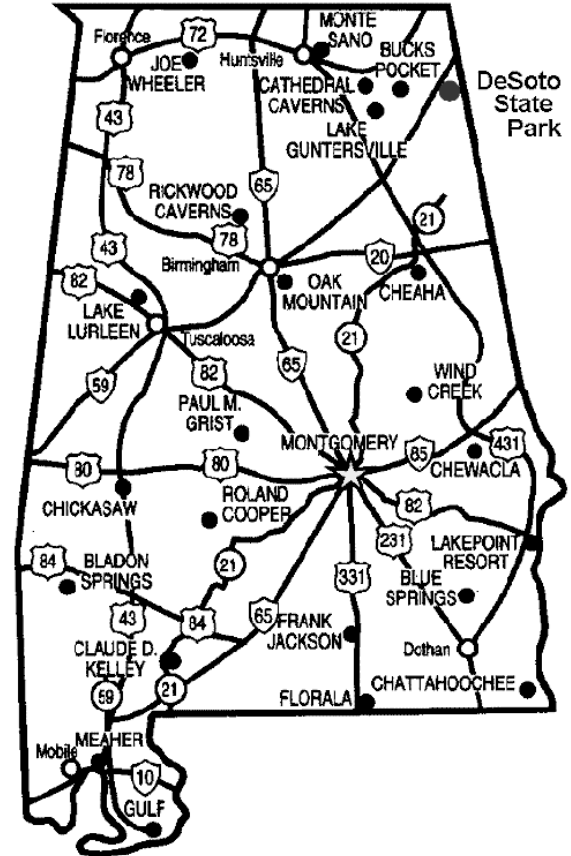 MONTE
SANO
Florence
72
Huntsville
BUCKS
POCKET
JOE
WHEELER
CATHEDRAL
CAVERNS
DeSoto
State
Park
43
LAKE
GUNTERSVILLE
78
65
RICKWOOD
CAVERNS
21
78
43
Birmingham
20
82
OAK
MOUNTAIN
CHEAHA
LAKE
LURLEEN
Tuscaloosa
21
65
59
82
WIND
CREEK
PAUL M.
GRIST
MONTGOMERY
85
431
CHEWACLA
80
80
CHICKASAW
ROLAND
COOPER
82
231
LAKEPOINT
RESORT
84
BLADON
SPRINGS
21
331
BLUE
SPRINGS
43
84
65
FRANK
JACKSON
Dothan
CLAUDE D.
KELLEY
59
21
FLORALA
CHATTAHOOCHEE
Mobile
MEAHER
10
GULF